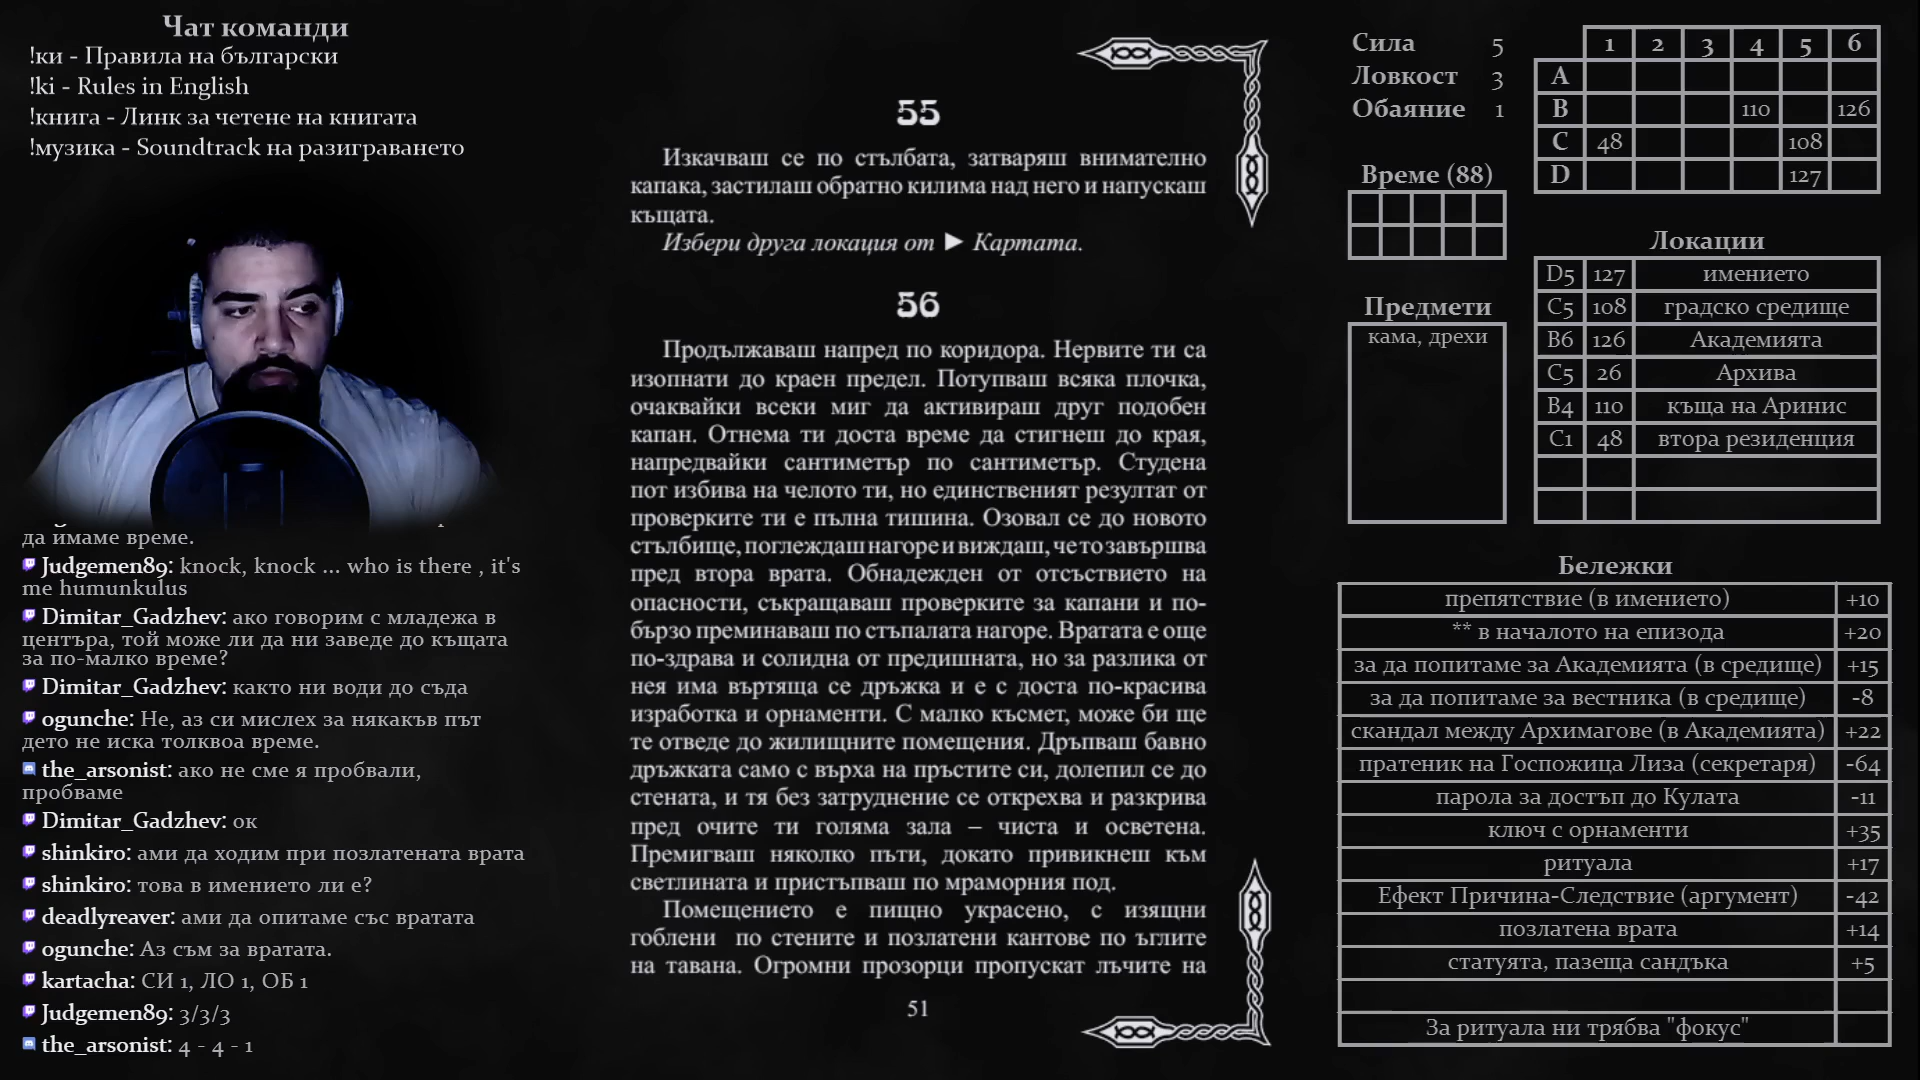 Чат команди
!ки - Правила на български
!ki - Rules in English
!книга - Линк за четене на книгата
!музика - Soundtrack на разиграването
да имаме време.
Judgemen89: knock, knock ... who is there , it's
me humunkulus
Dimitar_Gadzhev: ако говорим с младежа в
центъра, той може ли да ни заведе до къщата
за по-малко време?
Dimitar_Gadzhev: както ни води до съда
ogunche: Не, аз си мислех за някакъв път
дето не иска толквоа време.
the_arsonist: ако не сме я пробвали,
пробваме
Dimitar_Gadzhev: ок
shinkiro: ами да ходим при позлатената врата
shinkiro: това в имението ли е?
deadlyreaver: ами да опитаме със вратата
ogunche: Аз съм за вратата.
kartacha: СИ 1, ЛО 1, ОБ 1
Judgemen89: 3/3/3
the_arsonist: 4 - 4 - 1
55
Изкачваш се по стълбата, затваряш внимателно
капака, застилаш обратно килима над него и напускаш
къщата.
Избери друга локация от ► Картата.
56
Продължаваш напред по коридора. Нервите ти са
изопнати до краен предел. Потупваш всяка плочка,
очаквайки всеки миг да активираш друг подобен
капан. Отнема ти доста време да стигнеш до края,
напредвайки сантиметър по сантиметър. Студена
пот избива на челото ти, но единственият резултат от
проверките ти е пълна тишина. Озовал се до новото
стълбище, поглеждаш нагоре и виждаш, че то завършва
пред втора врата. Обнадежден от отсъствието на
опасности, съкращаваш проверките за капани и по-
бързо преминаваш по стъпалата нагоре. Вратата е още
по-здрава и солидна от предишната, но за разлика от
нея има въртяща се дръжка и е с доста по-красива
изработка и орнаменти. С малко късмет, може би ще
те отведе до жилищните помещения. Дръпваш бавно
дръжката само с върха на пръстите си, долепил се до
стената, и тя без затруднение се открехва и разкрива
пред очите ти голяма зала – чиста и осветена.
Премигваш няколко пъти, докато привикнеш към
светлината и пристъпваш по мраморния под.
Помещението е пищно украсено, с изящни
гоблени по стените и позлатени кантове по ъглите
на тавана. Огромни прозорци пропускат лъчите на
51
Сила 5
Ловкост 3
Обаяние 1
Време (88)
Предмети
кама, дрехи
1 2 3 4 5 6
A
B 110 126
C 48 108
D 127
Локации
D5 127 имението
C5 108 градско средище
B6 126 Академията
C5 26 Архива
B4 110 къща на Аринис
C1 48 втора резиденция
Бележки
препятствие (в имението) +10
** в началото на епизода +20
за да попитаме за Академията (в средище) +15
за да попитаме за вестника (в средище) -8
скандал между Архимагове (в Академията) +22
пратеник на Госпожица Лиза (секретаря) -64
парола за достъп до Кулата -11
ключ с орнаменти +35
ритуала +17
Ефект Причина-Следствие (аргумент) -42
позлатена врата +14
статуята, пазеща сандъка +5
За ритуала ни трябва "фокус"